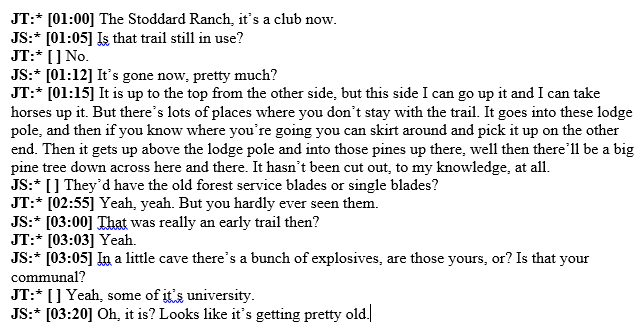 JT:* [01:00] The Stoddard Ranch, it's a club now.
JS:* [01:05] Is that trail still in use?
JT:* [ ] No.
JS:* [01:12] It's gone now, pretty much?
JT:* [01:15] It is up to the top from the other side, but this side I can go up it and I can take
horses up it. But there's lots of places where you don't stay with the trail. It goes into these lodge
pole, and then if you know where you're going you can skirt around and pick it up on the other
end. Then it gets up above the lodge pole and into those pines up there, well then there'll be a big
pine tree down across here and there. It hasn't been cut out, to my knowledge, at all.
JS:* [ ] They'd have the old forest service blades or single blades?
JT:* [02:55] Yeah, yeah. But you hardly ever seen them.
JS:* [03:00] That was really an early trail then?
JT:* [03:03] Yeah.
JS:* [03:05] In a little cave there's a bunch of explosives, are those yours, or? Is that your
communal?
JT:* [ ] Yeah, some of it's university.
JS:* [03:20] Oh, it is? Looks like it's getting pretty old.